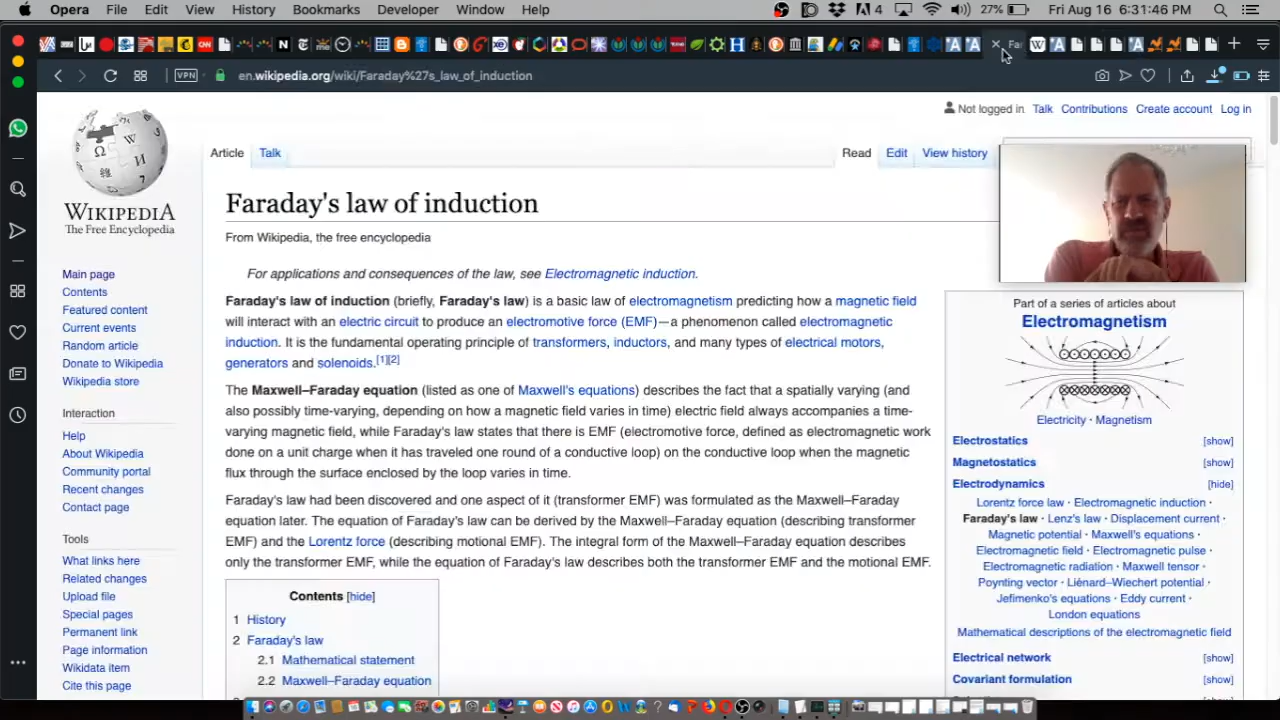 Opera File Edit View History Bookmarks Developer Window Help 4 27% Fri Aug 16 6:31:46 PM
VPN en.wikipedia.org/wiki/Faraday%27s_law_of_induction
Not logged in Talk Contributions Create account Log in
Article Talk Read Edit View history
WIKIPEDIA
The Free Encyclopedia
Main page
Contents
Featured content
Current events
Random article
Donate to Wikipedia
Wikipedia store
Interaction
Help
About Wikipedia
Community portal
Recent changes
Contact page
Tools
What links here
Related changes
Upload file
Special pages
Permanent link
Page information
Wikidata item
Cite this page
Faraday's law of induction
From Wikipedia, the free encyclopedia
For applications and consequences of the law, see Electromagnetic induction.
Faraday's law of induction (briefly, Faraday's law) is a basic law of electromagnetism predicting how a magnetic field
will interact with an electric circuit to produce an electromotive force (EMF)—a phenomenon called electromagnetic
induction. It is the fundamental operating principle of transformers, inductors, and many types of electrical motors,
generators and solenoids.[1][2]
The Maxwell–Faraday equation (listed as one of Maxwell's equations) describes the fact that a spatially varying (and
also possibly time-varying, depending on how a magnetic field varies in time) electric field always accompanies a time-
varying magnetic field, while Faraday's law states that there is EMF (electromotive force, defined as electromagnetic work
done on a unit charge when it has traveled one round of a conductive loop) on the conductive loop when the magnetic
flux through the surface enclosed by the loop varies in time.
Faraday's law had been discovered and one aspect of it (transformer EMF) was formulated as the Maxwell–Faraday
equation later. The equation of Faraday's law can be derived by the Maxwell–Faraday equation (describing transformer
EMF) and the Lorentz force (describing motional EMF). The integral form of the Maxwell–Faraday equation describes
only the transformer EMF, while the equation of Faraday's law describes both the transformer EMF and the motional EMF.
Contents [hide]
1 History
2 Faraday's law
2.1 Mathematical statement
2.2 Maxwell–Faraday equation
Part of a series of articles about
Electromagnetism
Electricity · Magnetism
Electrostatics [show]
Magnetostatics [show]
Electrodynamics [hide]
Lorentz force law · Electromagnetic induction ·
Faraday's law · Lenz's law · Displacement current ·
Magnetic potential · Maxwell's equations ·
Electromagnetic field · Electromagnetic pulse ·
Electromagnetic radiation · Maxwell tensor ·
Poynting vector · Liénard–Wiechert potential ·
Jefimenko's equations · Eddy current ·
London equations
Mathematical descriptions of the electromagnetic field
Electrical network [show]
Covariant formulation [show]